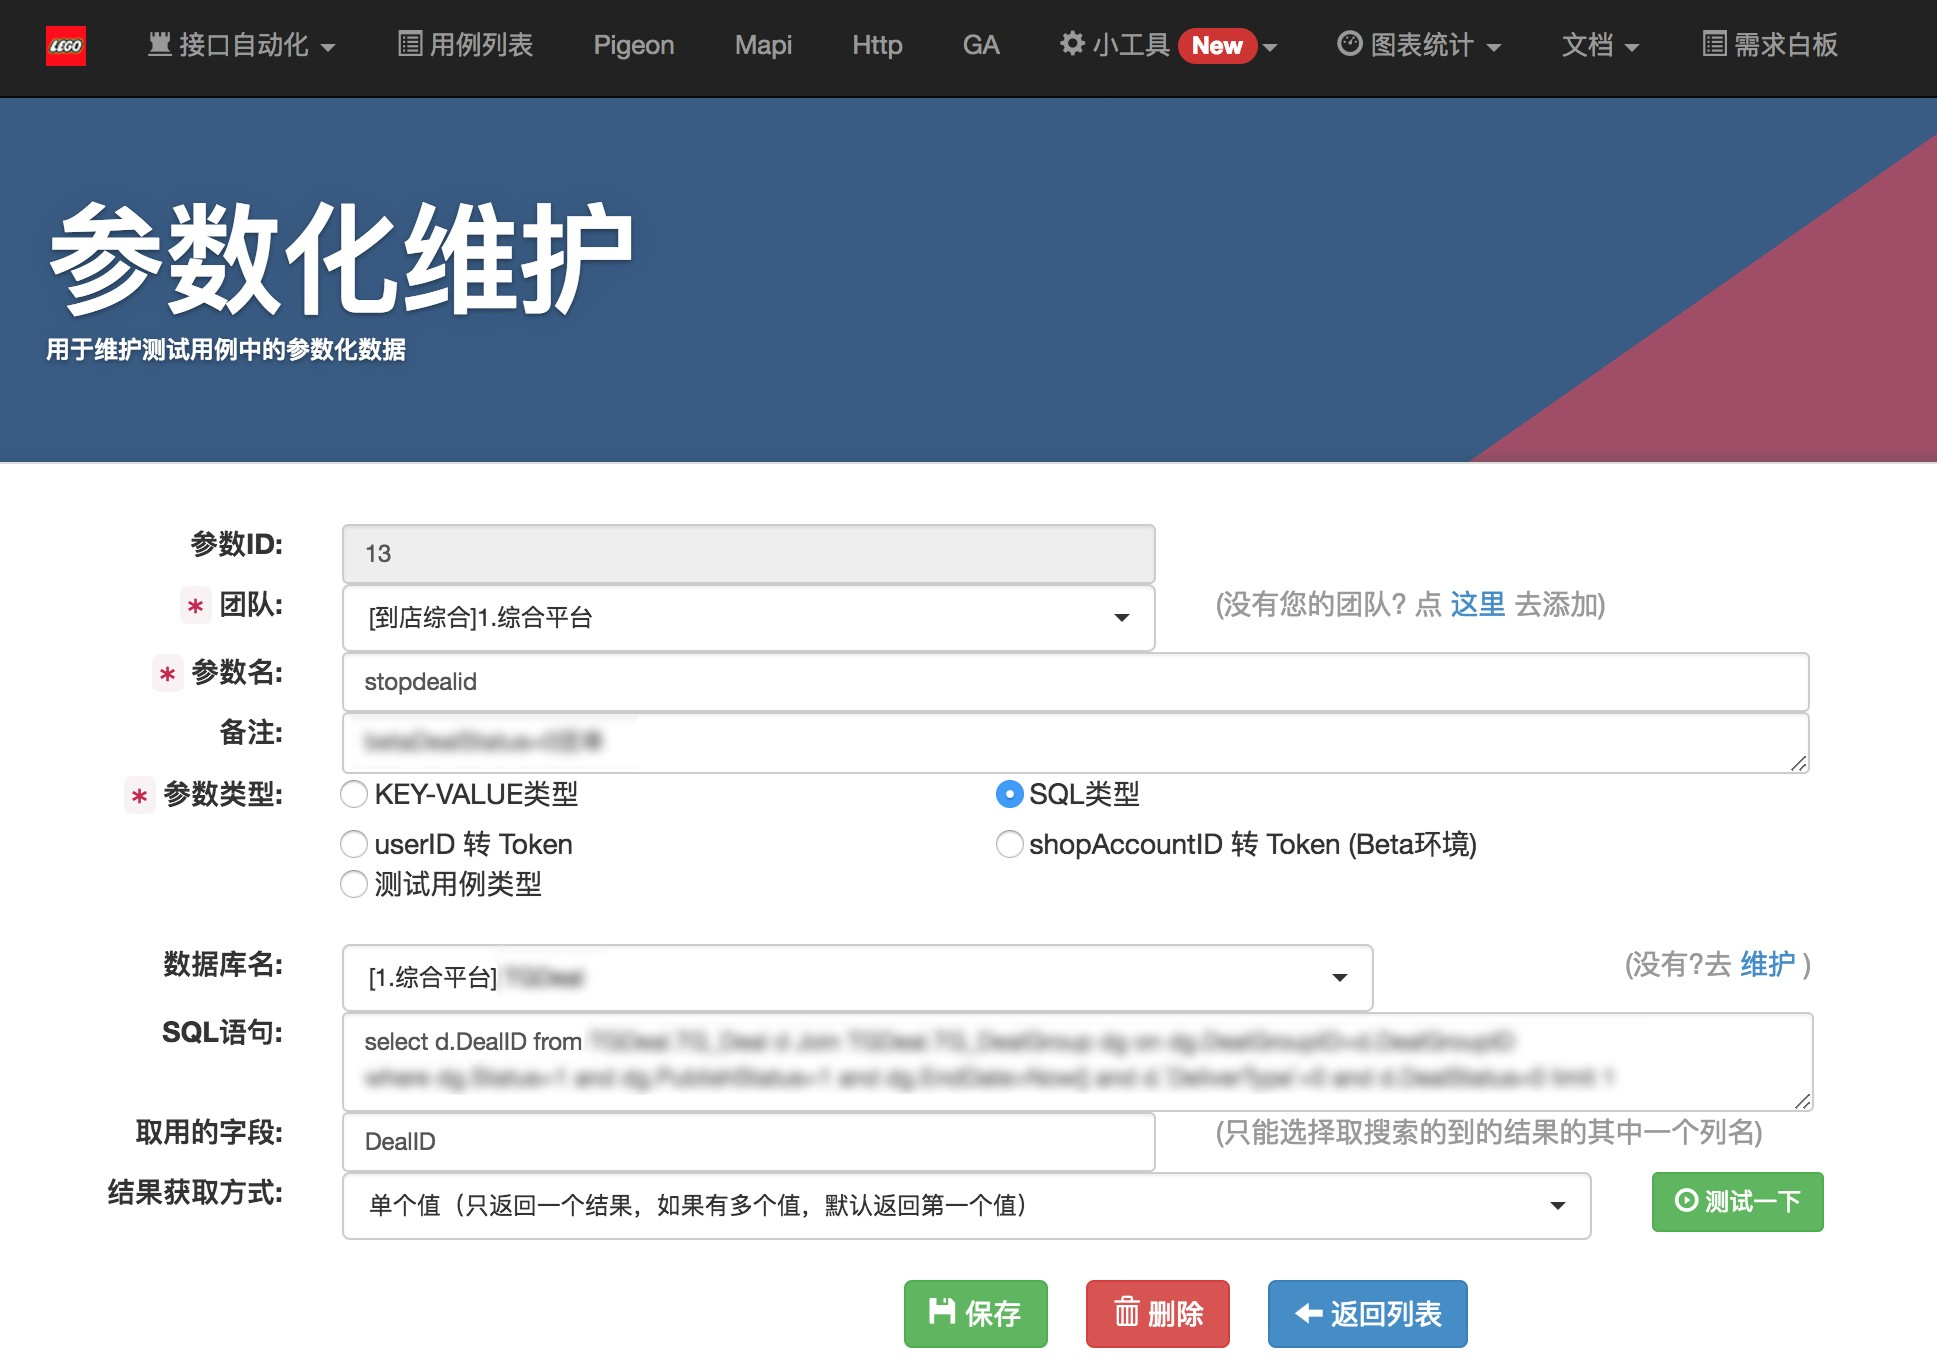 LEGO 接口自动化 用例列表 Pigeon Mapi Http GA 小工具 New 图表统计 文档 需求白板
参数化维护
用于维护测试用例中的参数化数据
参数ID: 13
* 团队: [到店综合]1.综合平台 (没有您的团队? 点 这里 去添加)
* 参数名: stopdealid
备注:
* 参数类型: KEY-VALUE类型 SQL类型
userID 转 Token shopAccountID 转 Token (Beta环境)
测试用例类型
数据库名: [1.综合平台] (没有?去 维护 )
SQL语句: select d.DealID from
取用的字段: DealID (只能选择取搜索的到的结果的其中一个列名)
结果获取方式: 单个值（只返回一个结果，如果有多个值，默认返回第一个值） 测试一下
保存 删除 返回列表